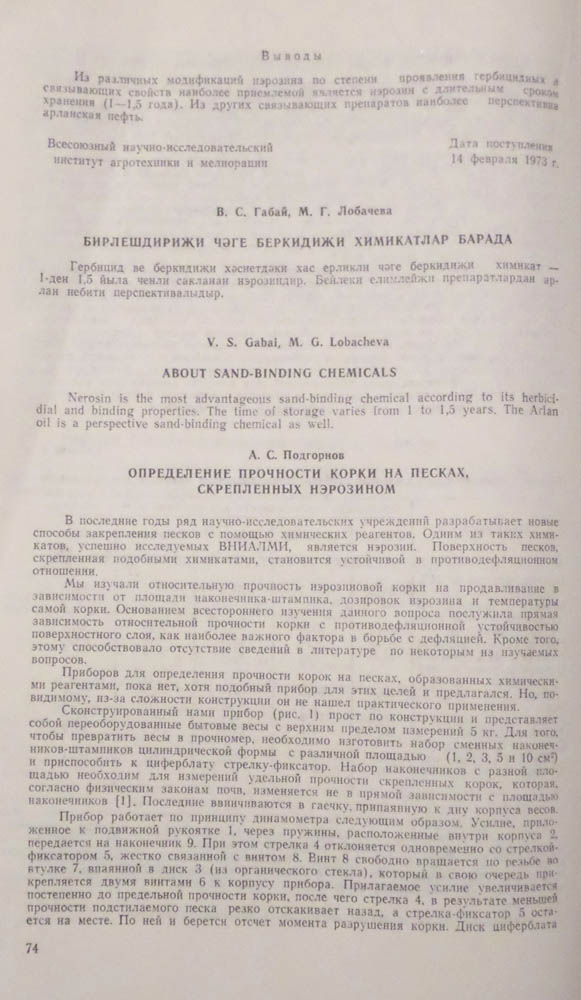 Выводы
Из различных модификаций нэрозина по степени проявления гербицидных и
связывающих свойств наиболее приемлемой является нэрозин с длительным сроком
хранения (1—1,5 года). Из других связывающих препаратов наиболее перспективна
арланская нефть.
Всесоюзный научно-исследовательский
институт агротехники и мелиорации
Дата поступления
14 февраля 1973 г.
В. С. Габай, М. Г. Лобачева
БИРЛЕШДИРИҖИ ЧӘГЕ БЕРКИДИҖИ ХИМИКАТЛАР БАРАДА
Гербицид ве беркидижи хәсиетдәки хас ерликли чәге беркидижи химикат —
1-ден 1,5 йыла ченли сакланан нэрозиндир. Бейлеки елимлейжи препаратлардан ар-
лан небити перспективалыдыр.
V. S. Gabai, M. G. Lobacheva
ABOUT SAND-BINDING CHEMICALS
Nerosin is the most advantageous sand-binding chemical according to its herbici-
dial and binding properties. The time of storage varies from 1 to 1,5 years. The Arlan
oil is a perspective sand-binding chemical as well.
А. С. Подгорнов
ОПРЕДЕЛЕНИЕ ПРОЧНОСТИ КОРКИ НА ПЕСКАХ,
СКРЕПЛЕННЫХ НЭРОЗИНОМ
В последние годы ряд научно-исследовательских учреждений разрабатывает новые
способы закрепления песков с помощью химических реагентов. Одним из таких хими-
катов, успешно исследуемых ВНИАЛМИ, является нэрозин. Поверхность песков,
скрепленная подобными химикатами, становится устойчивой в противодефляционном
отношении.
Мы изучали относительную прочность нэрозиновой корки на продавливание в
зависимости от площади наконечника-штампика, дозировок нэрозина и температуры
самой корки. Основанием всестороннего изучения данного вопроса послужила прямая
зависимость относительной прочности корки с противодефляционной устойчивостью
поверхностного слоя, как наиболее важного фактора в борьбе с дефляцией. Кроме того,
этому способствовало отсутствие сведений в литературе по некоторым из изучаемых
вопросов.
Приборов для определения прочности корок на песках, образованных химически-
ми реагентами, пока нет, хотя подобный прибор для этих целей и предлагался. Но, по-
видимому, из-за сложности конструкции он не нашел практического применения.
Сконструированный нами прибор (рис. 1) прост по конструкции и представляет
собой переоборудованные бытовые весы с верхним пределом измерений 5 кг. Для того,
чтобы превратить весы в прочномер, необходимо изготовить набор сменных наконеч-
ников-штампиков цилиндрической формы с различной площадью (1, 2, 3, 5 и 10 см²)
и приспособить к циферблату стрелку-фиксатор. Набор наконечников с разной пло-
щадью необходим для измерений удельной прочности скрепленных корок, которая,
согласно физическим законам почв, изменяется не в прямой зависимости с площадью
наконечников [1]. Последние ввинчиваются в гаечку, припаянную к дну корпуса весов.
Прибор работает по принципу динамометра следующим образом. Усилие, прило-
женное к подвижной рукоятке 1, через пружины, расположенные внутри корпуса 2,
передается на наконечник 9. При этом стрелка 4 отклоняется одновременно со стрелкой-
фиксатором 5, жестко связанной с винтом 8. Винт 8 свободно вращается по резьбе во
втулке 7, впаянной в диск 3 (из органического стекла), который в свою очередь при-
крепляется двумя винтами 6 к корпусу прибора. Прилагаемое усилие увеличивается
постепенно до предельной прочности корки, после чего стрелка 4, в результате меньшей
прочности подстилаемого песка резко отскакивает назад, а стрелка-фиксатор 5 оста-
ется на месте. По ней и берется отсчет момента разрушения корки. Диск циферблата
74